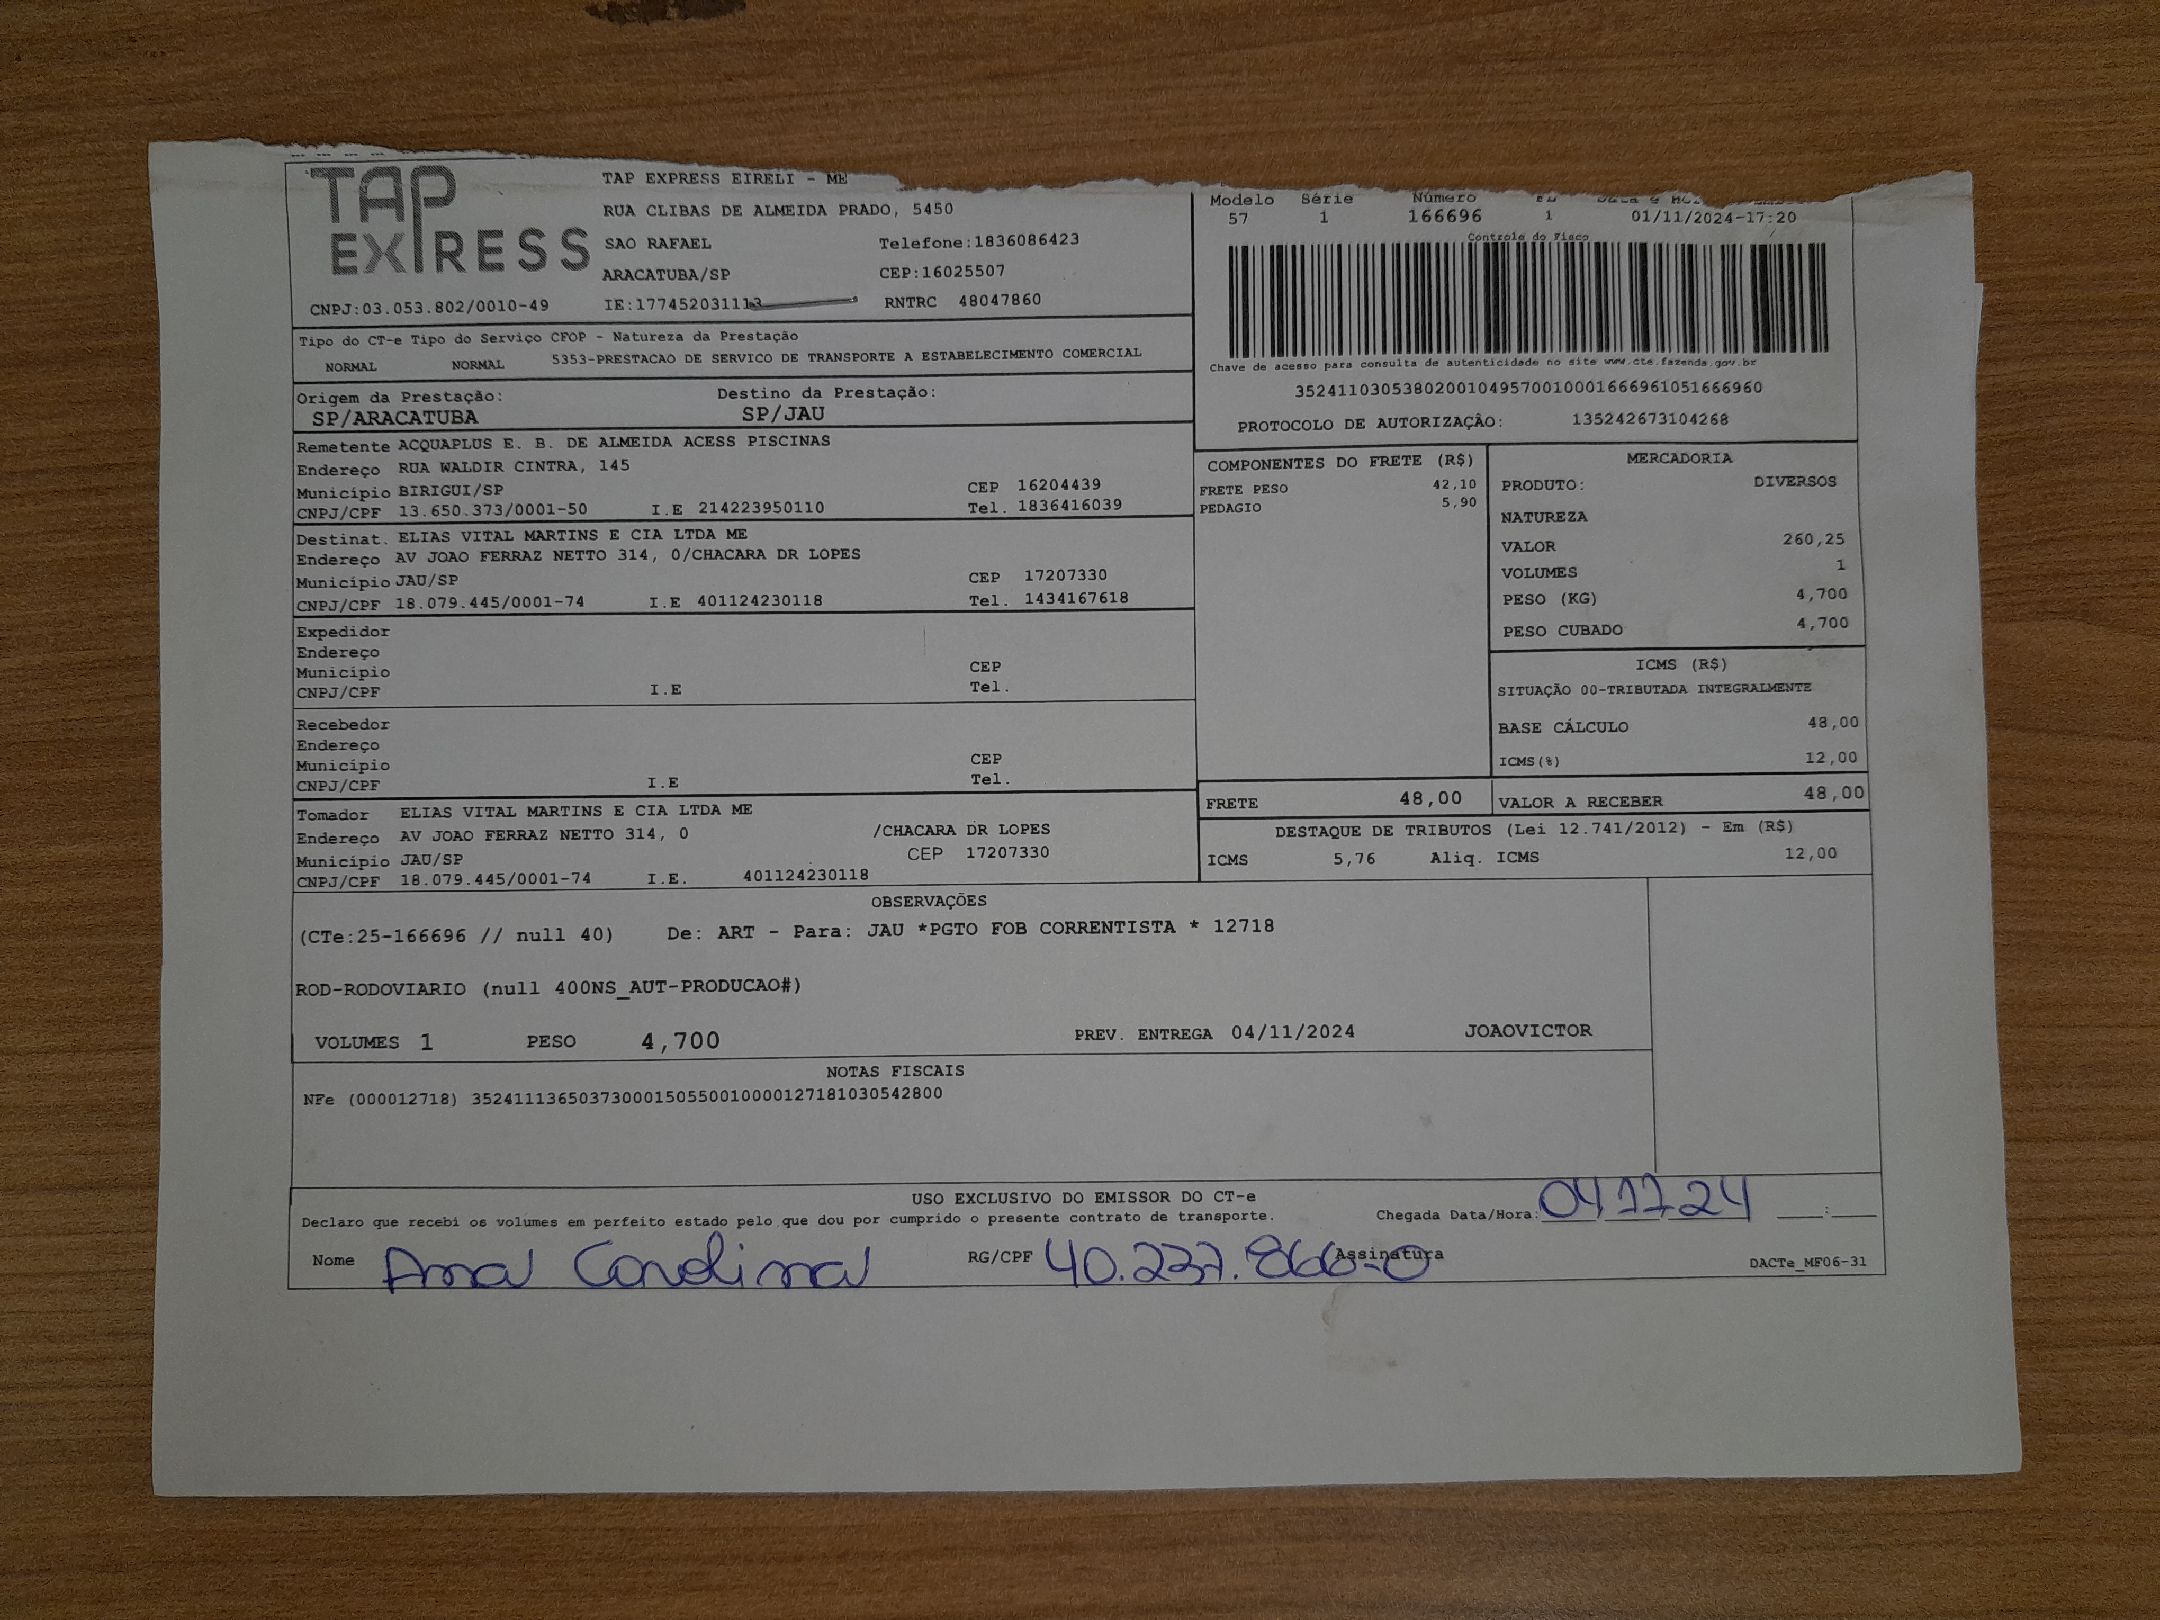 TAP EXPRESS
TAP EXPRESS EIRELI - ME
RUA CLIBAS DE ALMEIDA PRADO, 5450
SAO RAFAEL Telefone:1836086423
ARACATUBA/SP CEP:16025507
CNPJ:03.053.802/0010-49 IE:177452031113 RNTRC 48047860
Modelo Série Número
57 1 166696 1 01/11/2024-17:20
Controle do Fisco
Chave de acesso para consulta de autenticidade no site www.cte.fazenda.gov.br
35241103053802001049570010001666961051666960
PROTOCOLO DE AUTORIZAÇÃO: 135242673104268
Tipo do CT-e Tipo do Serviço CFOP - Natureza da Prestação
NORMAL NORMAL 5353-PRESTACAO DE SERVICO DE TRANSPORTE A ESTABELECIMENTO COMERCIAL
Origem da Prestação: Destino da Prestação:
SP/ARACATUBA SP/JAU
Remetente ACQUAPLUS E. B. DE ALMEIDA ACESS PISCINAS
Endereço RUA WALDIR CINTRA, 145
Município BIRIGUI/SP CEP 16204439
CNPJ/CPF 13.650.373/0001-50 I.E 214223950110 Tel. 1836416039
Destinat. ELIAS VITAL MARTINS E CIA LTDA ME
Endereço AV JOAO FERRAZ NETTO 314, 0/CHACARA DR LOPES
Município JAU/SP CEP 17207330
CNPJ/CPF 18.079.445/0001-74 I.E 401124230118 Tel. 1434167618
Expedidor
Endereço
Município CEP
CNPJ/CPF I.E Tel.
Recebedor
Endereço
Município CEP
CNPJ/CPF I.E Tel.
Tomador ELIAS VITAL MARTINS E CIA LTDA ME
Endereço AV JOAO FERRAZ NETTO 314, 0 /CHACARA DR LOPES
Município JAU/SP CEP 17207330
CNPJ/CPF 18.079.445/0001-74 I.E. 401124230118
COMPONENTES DO FRETE (R$)
FRETE PESO 42,10
PEDAGIO 5,90
MERCADORIA
PRODUTO: DIVERSOS
NATUREZA
VALOR 260,25
VOLUMES 1
PESO (KG) 4,700
PESO CUBADO 4,700
ICMS (R$)
SITUAÇÃO 00-TRIBUTADA INTEGRALMENTE
BASE CÁLCULO 48,00
ICMS(%) 12,00
FRETE 48,00 VALOR A RECEBER 48,00
DESTAQUE DE TRIBUTOS (Lei 12.741/2012) - Em (R$)
ICMS 5,76 Aliq. ICMS 12,00
OBSERVAÇÕES
(CTe:25-166696 // null 40) De: ART - Para: JAU *PGTO FOB CORRENTISTA * 12718
ROD-RODOVIARIO (null 400NS_AUT-PRODUCAO#)
VOLUMES 1 PESO 4,700 PREV. ENTREGA 04/11/2024 JOAOVICTOR
NOTAS FISCAIS
NFe (000012718) 35241113650373000150550010000127181030542800
USO EXCLUSIVO DO EMISSOR DO CT-e
Declaro que recebi os volumes em perfeito estado pelo que dou por cumprido o presente contrato de transporte. Chegada Data/Hora: 04 11 24 __:__
Nome Ana Carolina RG/CPF 40.237.866-0 Assinatura DACTe_MF06-31